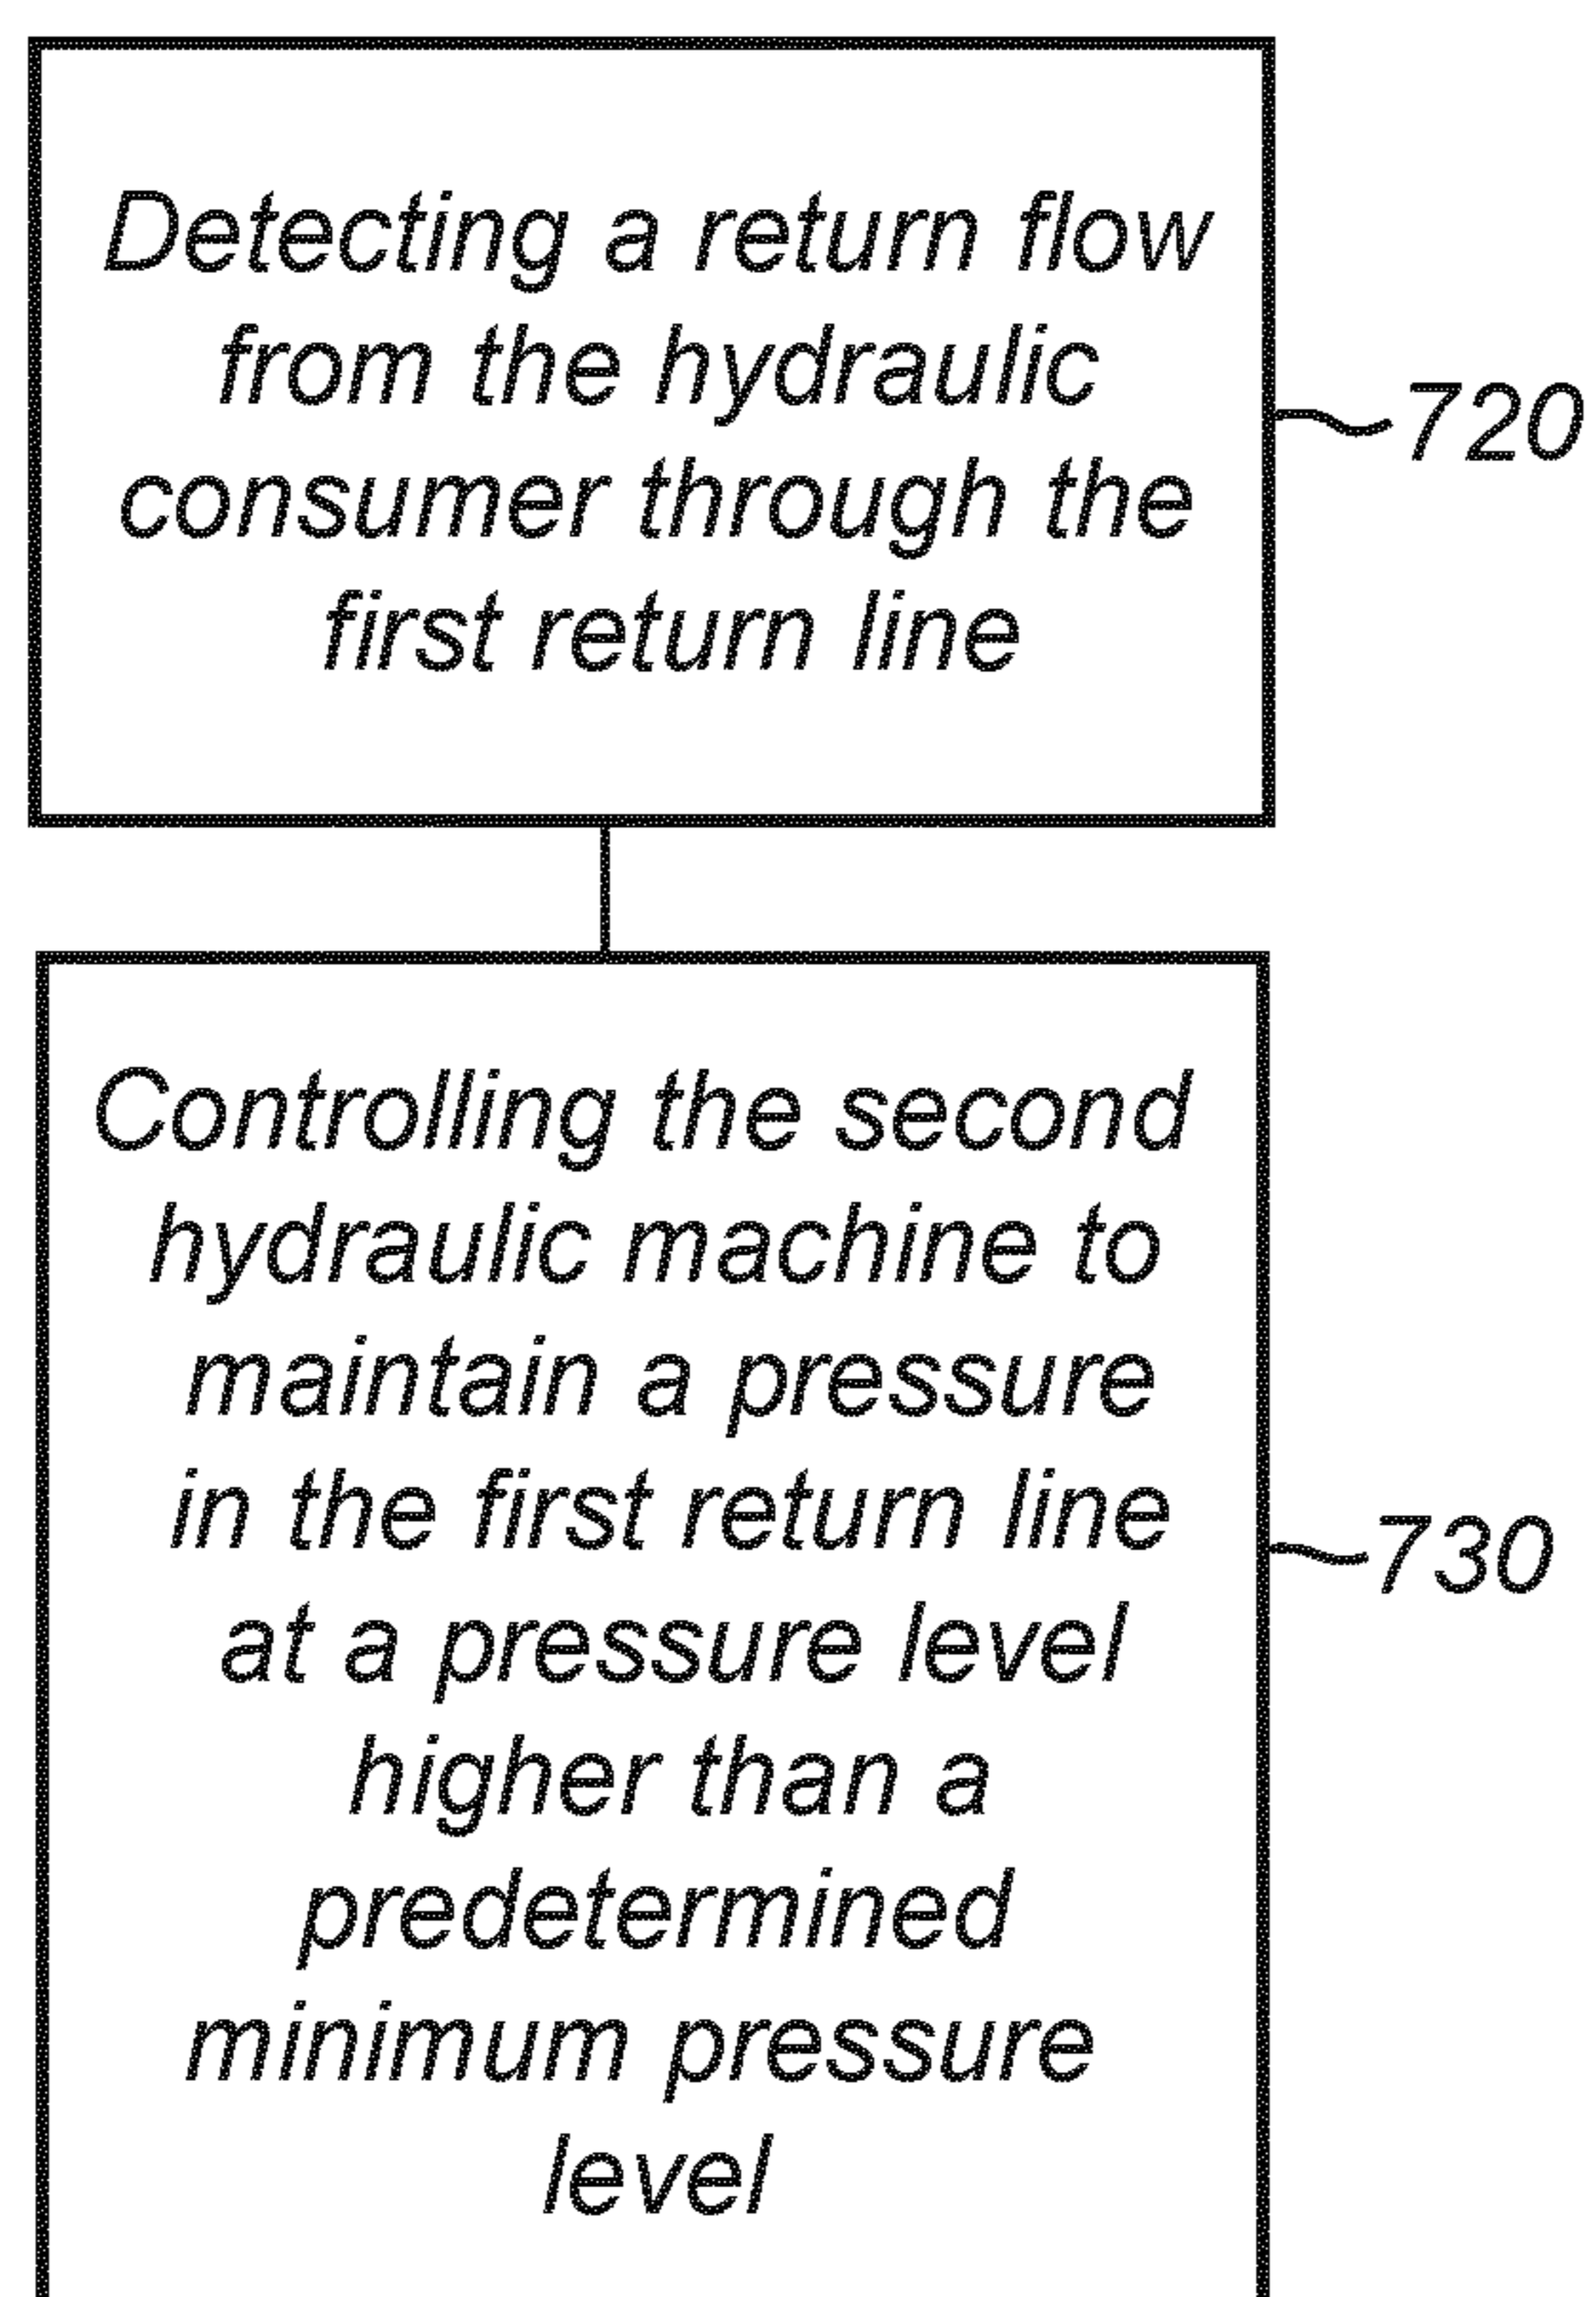 Detecting a return flow
from the hydraulic
consumer through the
first return line
720
Controlling the second
hydraulic machine to
maintain a pressure
in the first return line
at a pressure level
higher than a
predetermined
minimum pressure
level
730